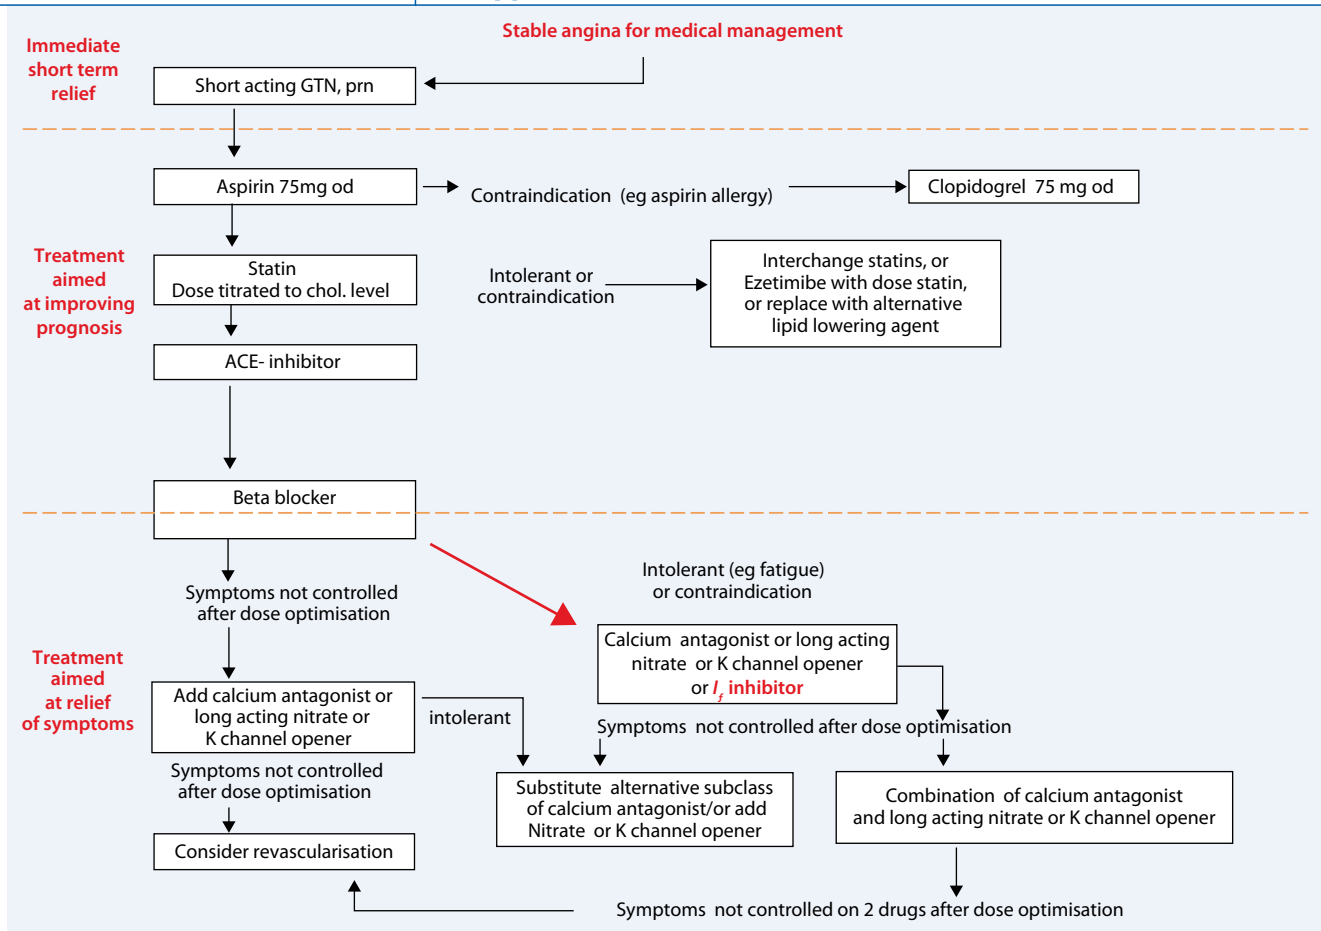 Stable angina for medical management
Immediate
short term
relief
Short acting GTN, prn
Aspirin 75mg od
Contraindication (eg aspirin allergy)
Clopidogrel 75 mg od
Treatment
aimed
at improving
prognosis
Statin
Dose titrated to chol. level
Intolerant or
contraindication
Interchange statins, or
Ezetimibe with dose statin,
or replace with alternative
lipid lowering agent
ACE- inhibitor
Beta blocker
Symptoms not controlled
after dose optimisation
Intolerant (eg fatigue)
or contraindication
Calcium antagonist or long acting
nitrate or K channel opener
or If inhibitor
Treatment
aimed
at relief
of symptoms
Add calcium antagonist or
long acting nitrate or
K channel opener
intolerant
Symptoms not controlled after dose optimisation
Symptoms not controlled
after dose optimisation
Substitute alternative subclass
of calcium antagonist/or add
Nitrate or K channel opener
Combination of calcium antagonist
and long acting nitrate or K channel opener
Consider revascularisation
Symptoms not controlled on 2 drugs after dose optimisation